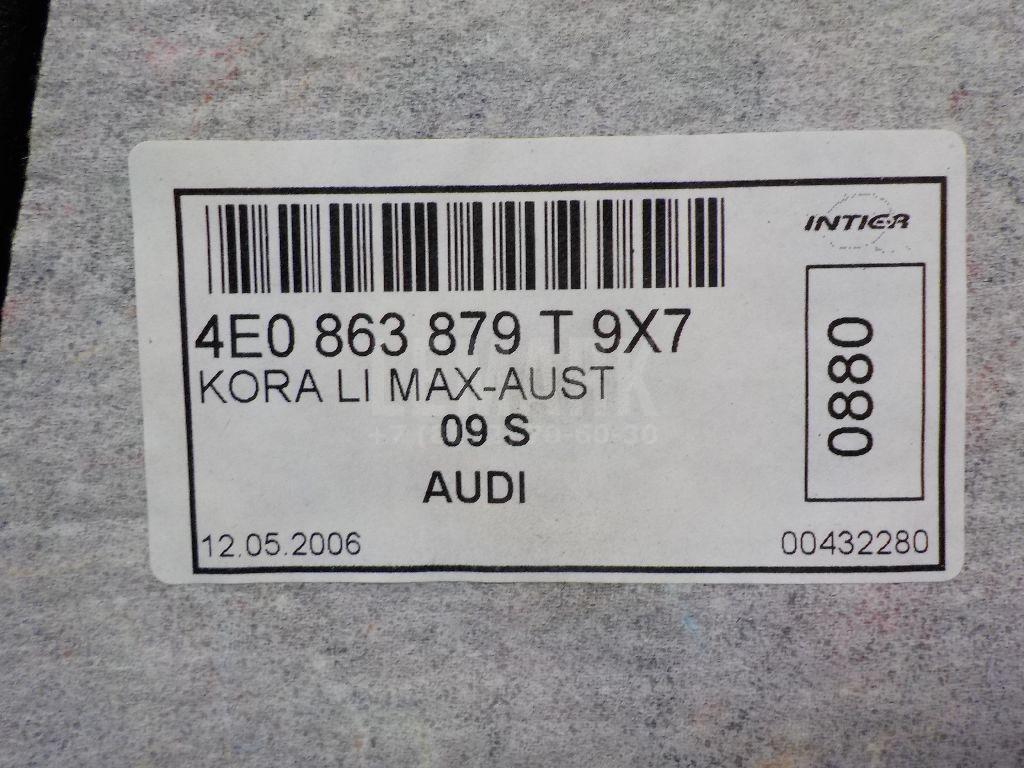 INTIER
4E0 863 879 T 9X7
KORA LI MAX-AUST
09 S
AUDI
0880
12.05.2006
00432280